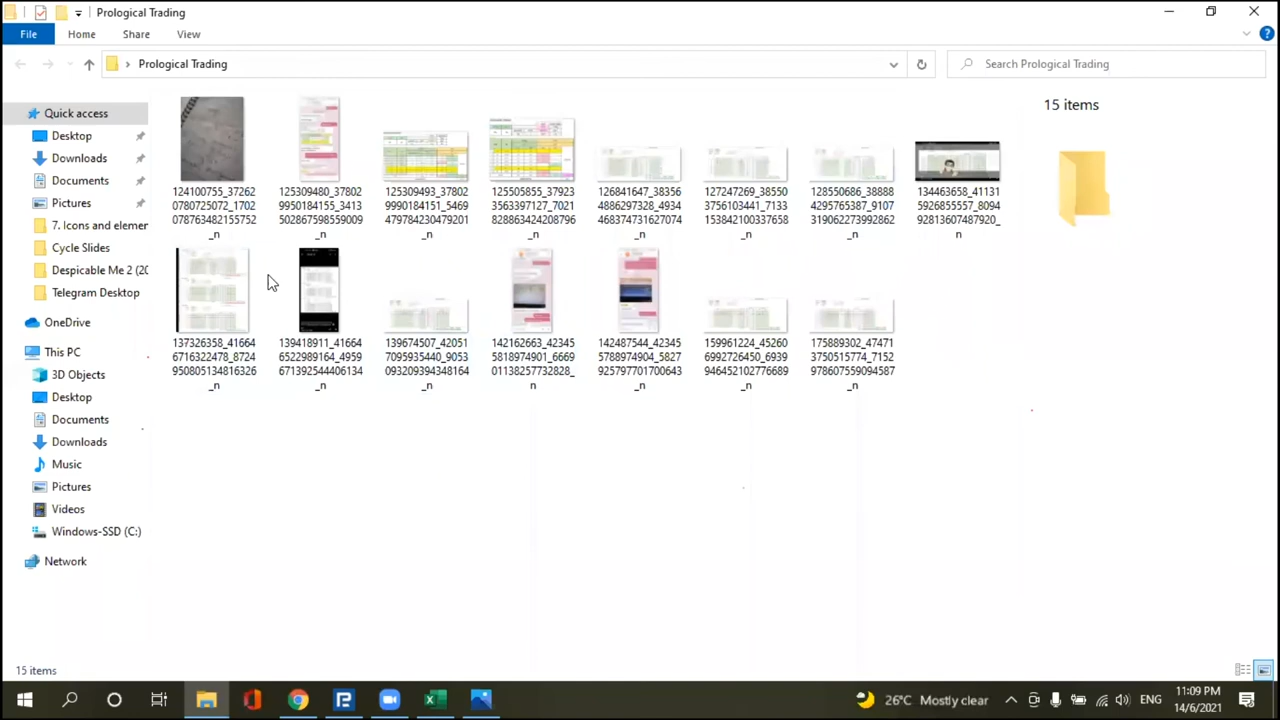 Prological Trading
File
Home
Share
View
Prological Trading
Search Prological Trading
Quick access
Desktop
Downloads
Documents
Pictures
7. Icons and elemer
Cycle Slides
Despicable Me 2 (20
Telegram Desktop
OneDrive
This PC
3D Objects
Desktop
Documents
Downloads
Music
Pictures
Videos
Windows-SSD (C:)
Network
124100755_37262
0780725072_1702
078763482155752
_n
125309480_37802
9950184155_3413
502867598559009
_n
125309493_37802
9990184151_5469
479784230479201
_n
125505855_37923
3563397127_7021
828863424208796
_n
126841647_38356
4886297328_4934
468374731627074
_n
127247269_38550
3756103441_7133
153842100337658
_n
128550686_38888
4295765387_9107
319062273992862
_n
134463658_41131
5926855557_8094
92813607487920_
n
137326358_41664
6716322478_8724
950805134816326
_n
139418911_41664
6522989164_4959
671392544406134
_n
139674507_42051
7095935440_9053
093209394348164
_n
142162663_42345
5818974901_6669
01138257732828_
n
142487544_42345
5788974904_5827
925797701700643
_n
159961224_45260
6992726450_6939
946452102776689
_n
175889302_47471
3750515774_7152
978607559094587
_n
15 items
15 items
26°C Mostly clear
ENG
11:09 PM
14/6/2021